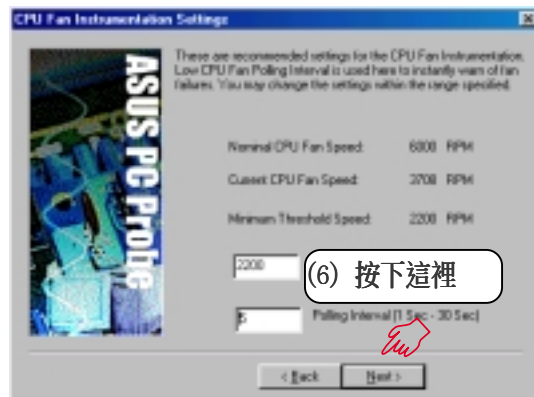 CPU Fan Instrumentation Settings
ASUS PC Probe
These are recommended settings for the CPU Fan Instrumentation.
Low CPU Fan Polling Interval is used here to instantly warn of fan
failures. You may change the settings within the range specified.
Nominal CPU Fan Speed: 6000 RPM
Current CPU Fan Speed: 3708 RPM
Minimum Threshold Speed: 2200 RPM
2200
(6) 按下這裡
5 Polling Interval (1 Sec - 30 Sec)
< Back Next >